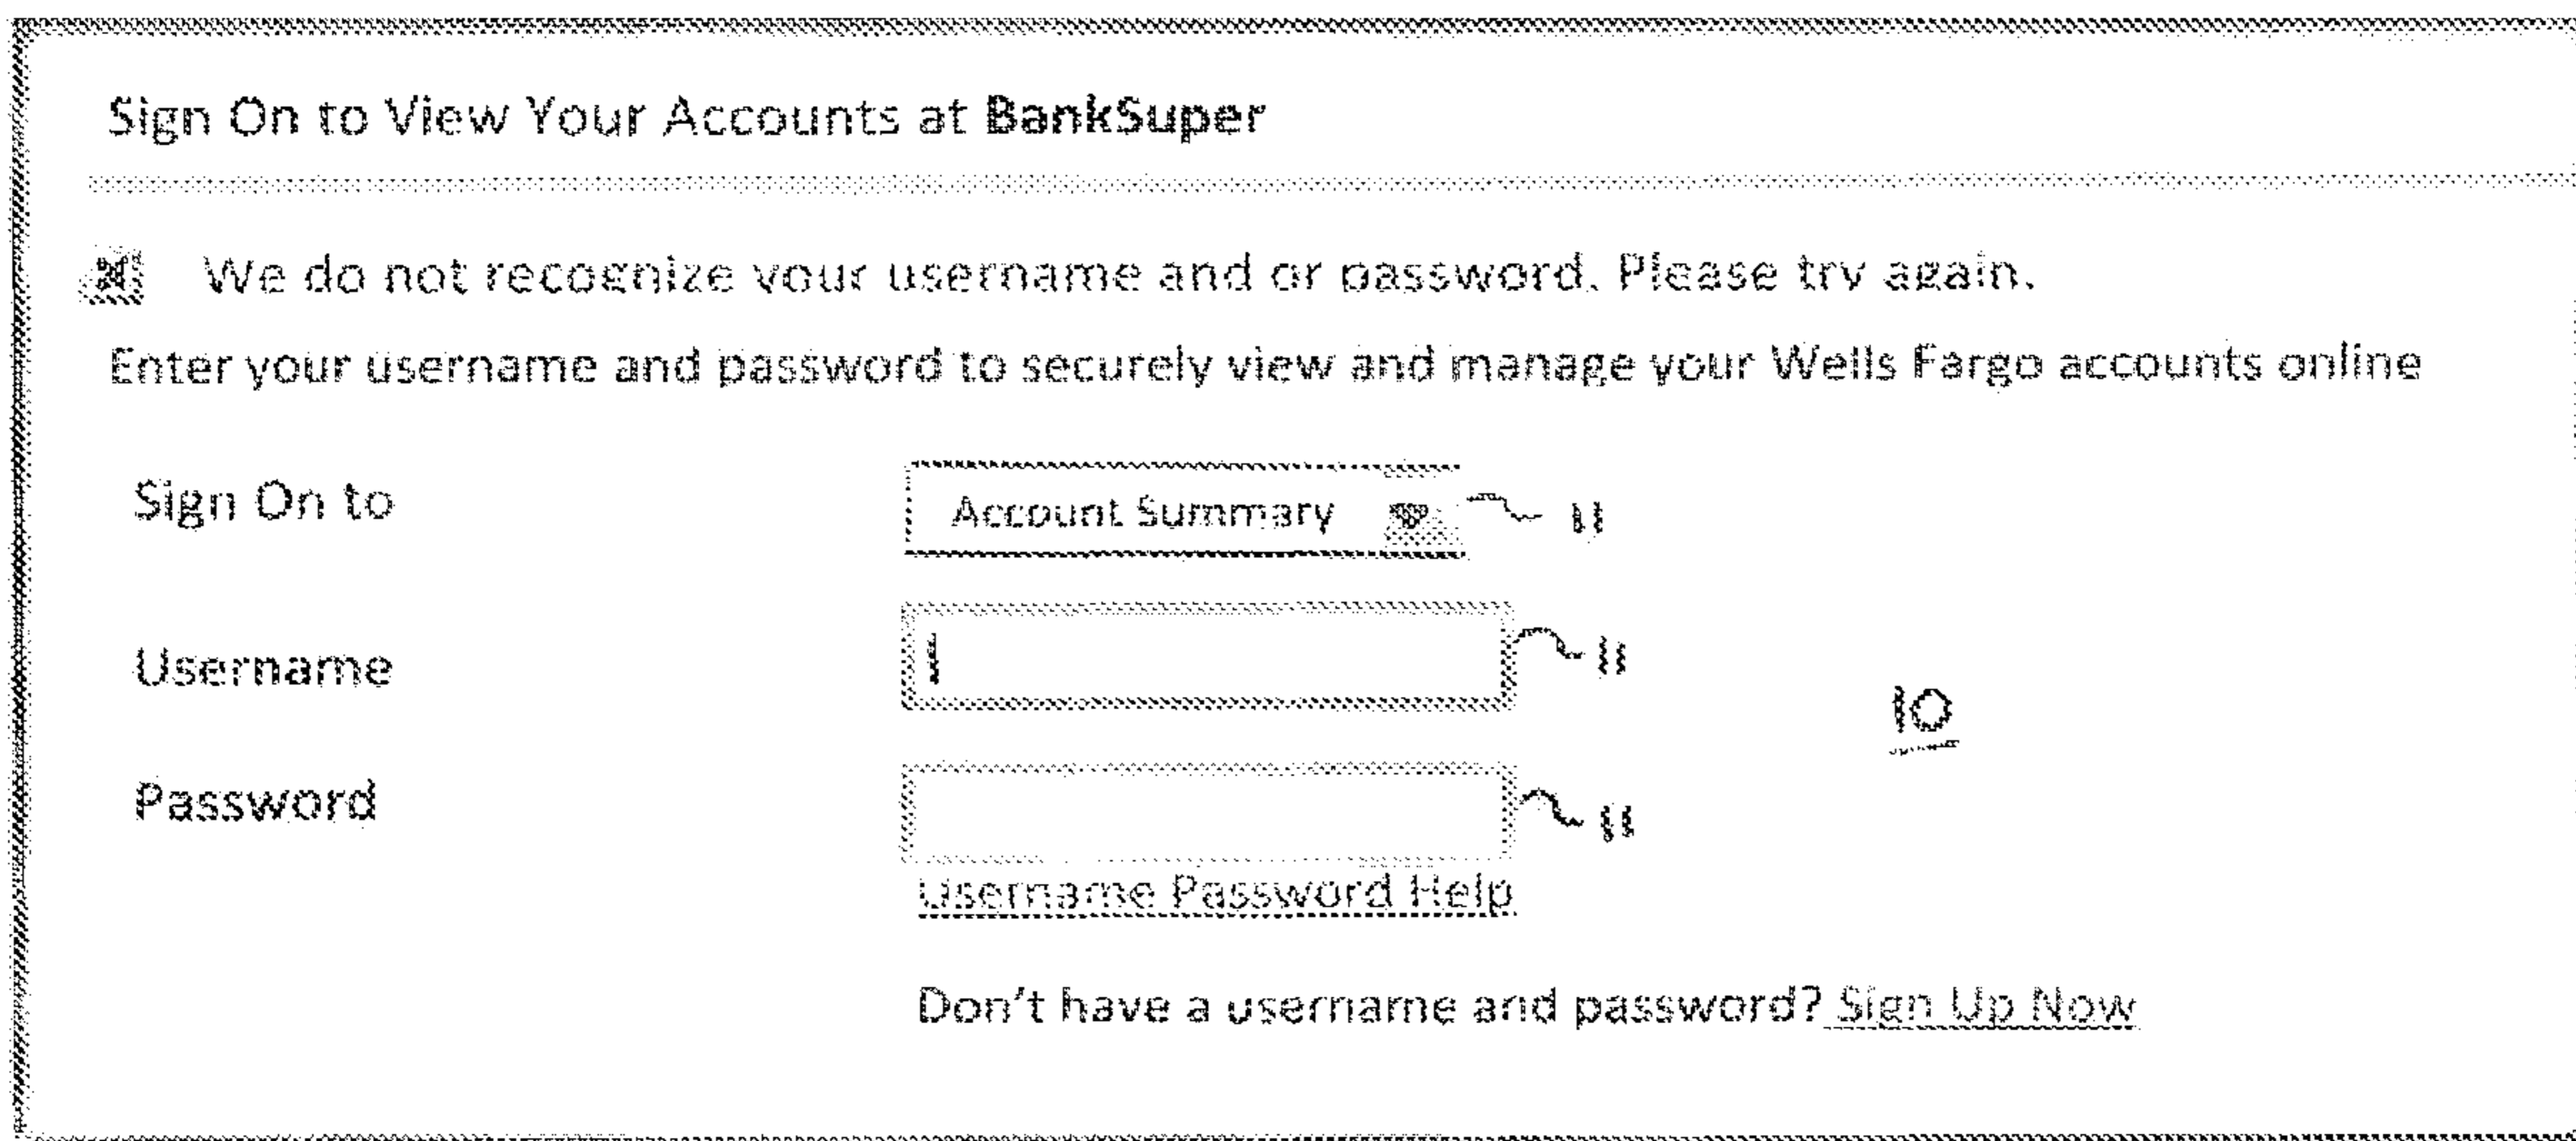 Sign On to View Your Accounts at BankSuper
We do not recognize your username and or password. Please try again.
Enter your username and password to securely view and manage your Wells Fargo accounts online
Sign On to
Account Summary
11
Username
11
10
Password
11
Username Password Help
Don't have a username and password? Sign Up Now